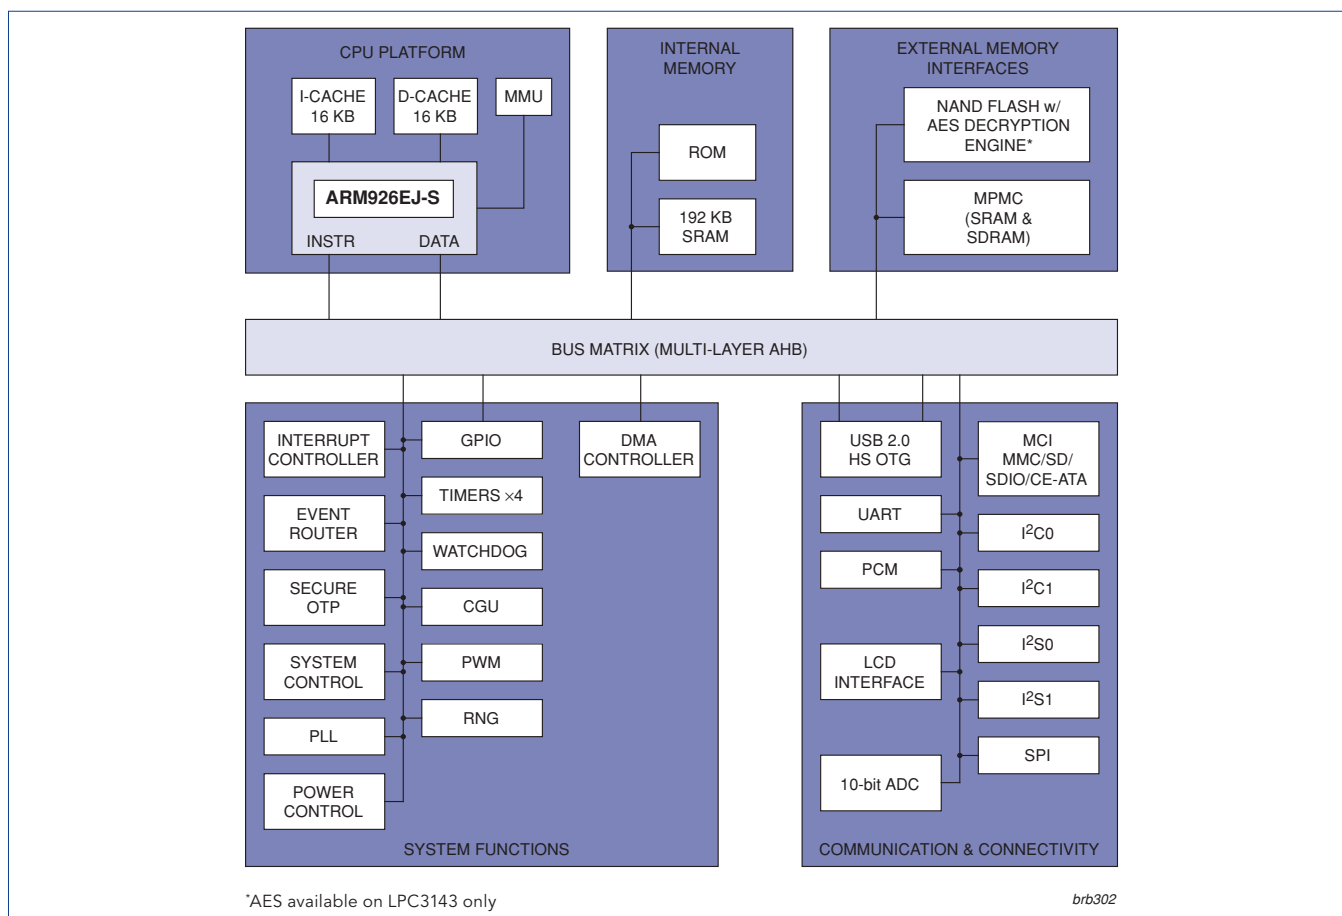 CPU PLATFORM
I-CACHE
16 KB
D-CACHE
16 KB
MMU
ARM926EJ-S
INSTR
DATA
INTERNAL
MEMORY
ROM
192 KB
SRAM
EXTERNAL MEMORY
INTERFACES
NAND FLASH w/
AES DECRYPTION
ENGINE*
MPMC
(SRAM &
SDRAM)
BUS MATRIX (MULTI-LAYER AHB)
INTERRUPT
CONTROLLER
EVENT
ROUTER
SECURE
OTP
SYSTEM
CONTROL
PLL
POWER
CONTROL
GPIO
TIMERS ×4
WATCHDOG
CGU
PWM
RNG
DMA
CONTROLLER
SYSTEM FUNCTIONS
USB 2.0
HS OTG
UART
PCM
LCD
INTERFACE
10-bit ADC
MCI
MMC/SD/
SDIO/CE-ATA
I²C0
I²C1
I²S0
I²S1
SPI
COMMUNICATION & CONNECTIVITY
*AES available on LPC3143 only
brb302